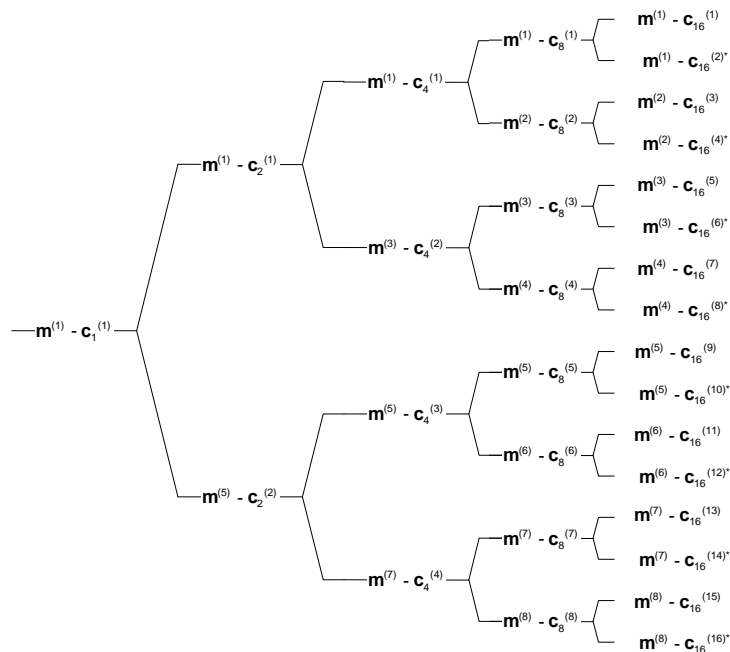 m(1) - c16(1)
m(1) - c8(1)
m(1) - c16(2)*
m(1) - c4(1)
m(2) - c16(3)
m(2) - c8(2)
m(2) - c16(4)*
m(1) - c2(1)
m(3) - c16(5)
m(3) - c8(3)
m(3) - c16(6)*
m(3) - c4(2)
m(4) - c16(7)
m(4) - c8(4)
m(4) - c16(8)*
m(1) - c1(1)
m(5) - c16(9)
m(5) - c8(5)
m(5) - c16(10)*
m(5) - c4(3)
m(6) - c16(11)
m(6) - c8(6)
m(6) - c16(12)*
m(5) - c2(2)
m(7) - c16(13)
m(7) - c8(7)
m(7) - c16(14)*
m(7) - c4(4)
m(8) - c16(15)
m(8) - c8(8)
m(8) - c16(16)*